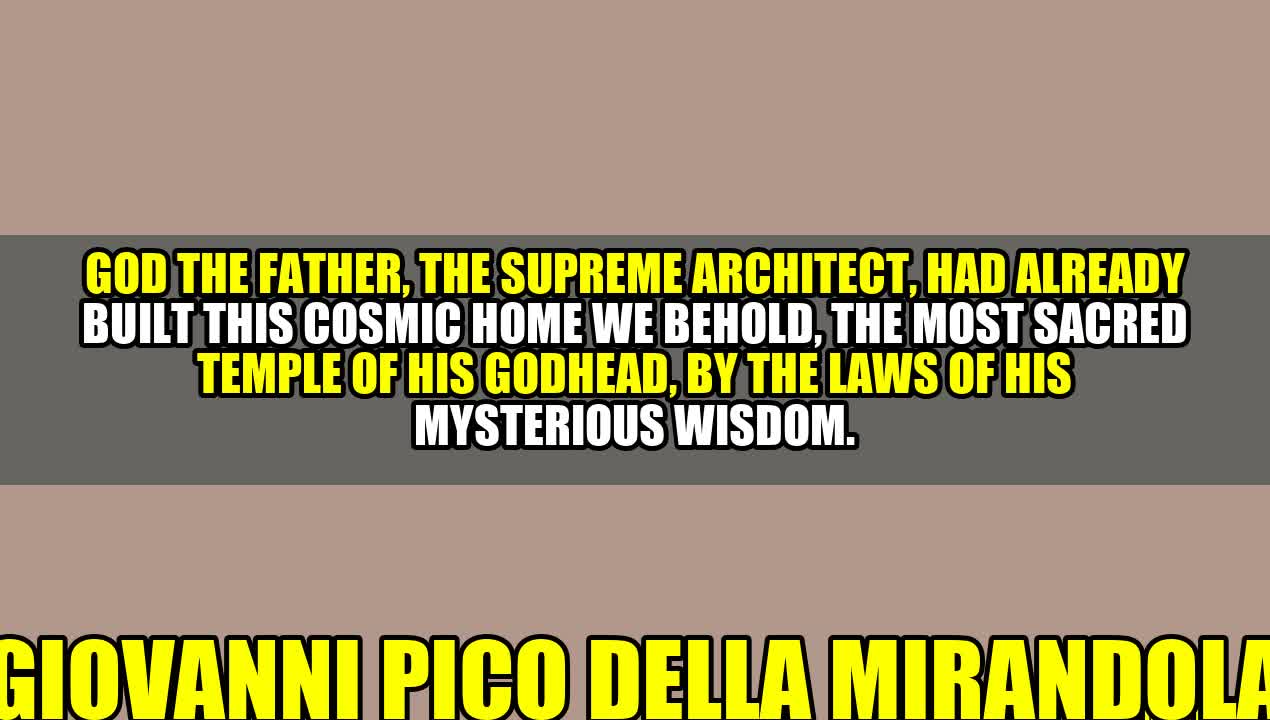 GOD THE FATHER, THE SUPREME ARCHITECT, HAD ALREADY
BUILT THIS COSMIC HOME WE BEHOLD, THE MOST SACRED
TEMPLE OF HIS GODHEAD, BY THE LAWS OF HIS
MYSTERIOUS WISDOM.
GIOVANNI PICO DELLA MIRANDOLA